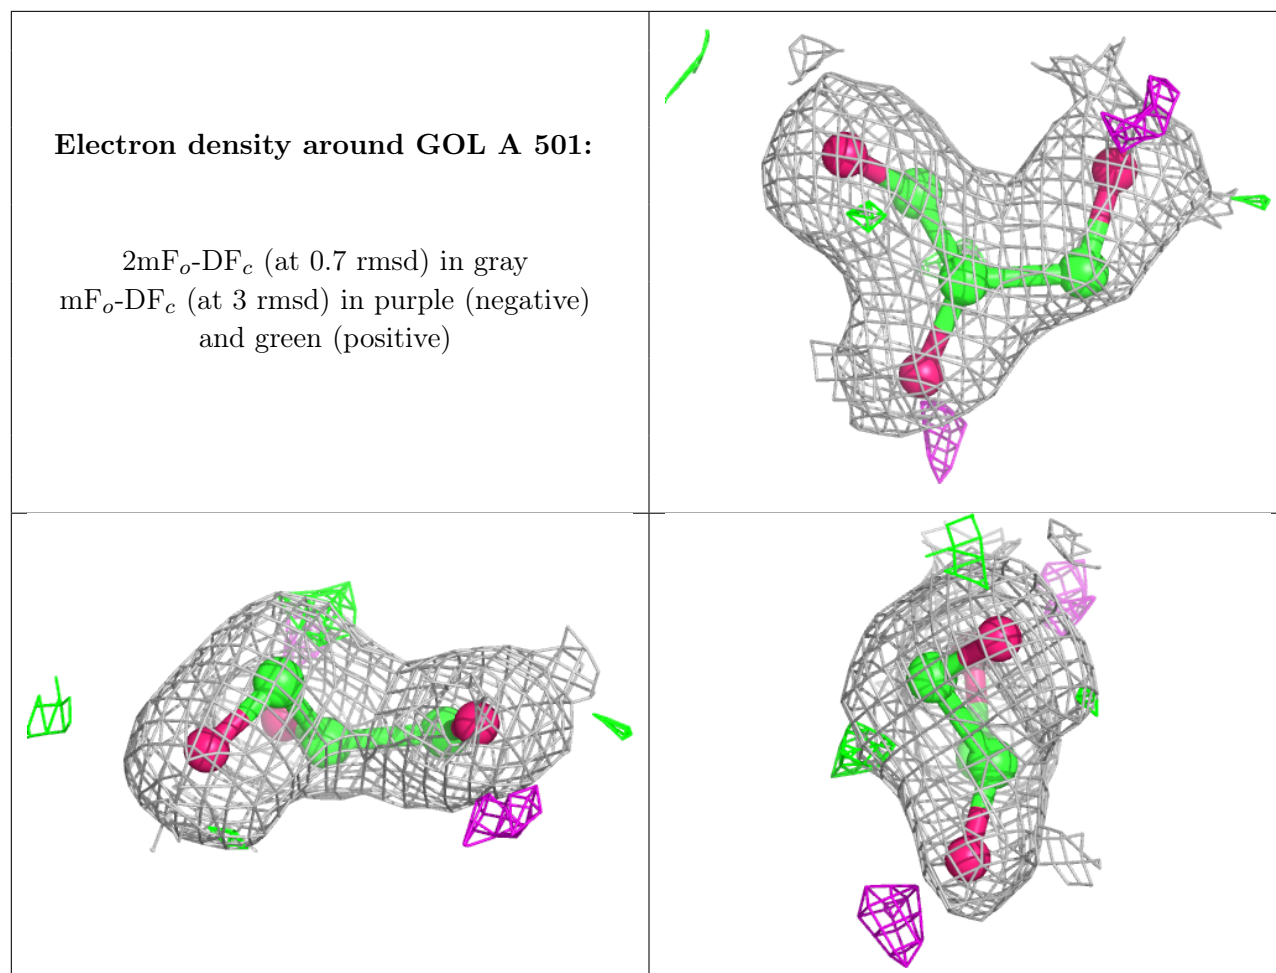 Electron density around GOL A 501:
2mFo-DFc (at 0.7 rmsd) in gray
mFo-DFc (at 3 rmsd) in purple (negative)
and green (positive)